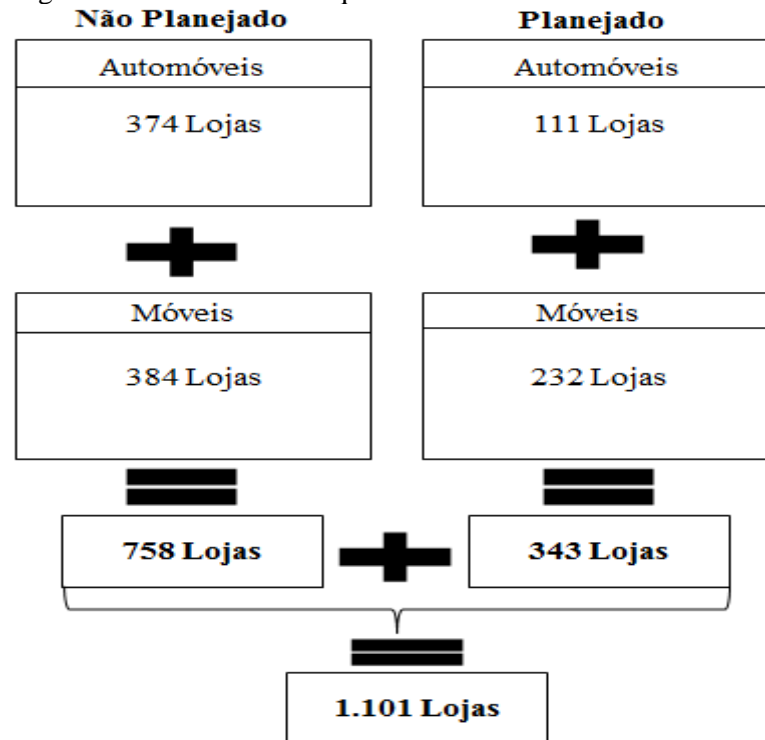 Não Planejado
Planejado
Automóveis
Automóveis
374 Lojas
111 Lojas
Móveis
Móveis
384 Lojas
232 Lojas
758 Lojas
343 Lojas
1.101 Lojas